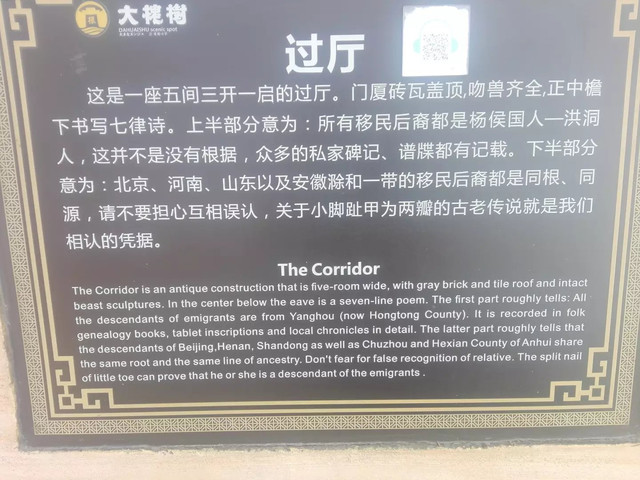 大槐樹
DAHUAISHU scenic spot
过厅
这是一座五间三开一启的过厅。门厦砖瓦盖顶,吻兽齐全,正中檐
下书写七律诗。上半部分意为：所有移民后裔都是杨侯国人—洪洞
人，这并不是没有根据，众多的私家碑记、谱牒都有记载。下半部分
意为：北京、河南、山东以及安徽滁和一带的移民后裔都是同根、同
源，请不要担心互相误认，关于小脚趾甲为两瓣的古老传说就是我们
相认的凭据。
The Corridor
The Corridor is an antique construction that is five-room wide, with gray brick and tile roof and intact
beast sculptures. In the center below the eave is a seven-line poem. The first part roughly tells: All
the descendants of emigrants are from Yanghou (now Hongtong County). It is recorded in folk
genealogy books, tablet inscriptions and local chronicles in detail. The latter part roughly tells that
the descendants of Beijing,Henan, Shandong as well as Chuzhou and Hexian County of Anhui share
the same root and the same line of ancestry. Don't fear for false recognition of relative. The split nail
of little toe can prove that he or she is a descendant of the emigrants .